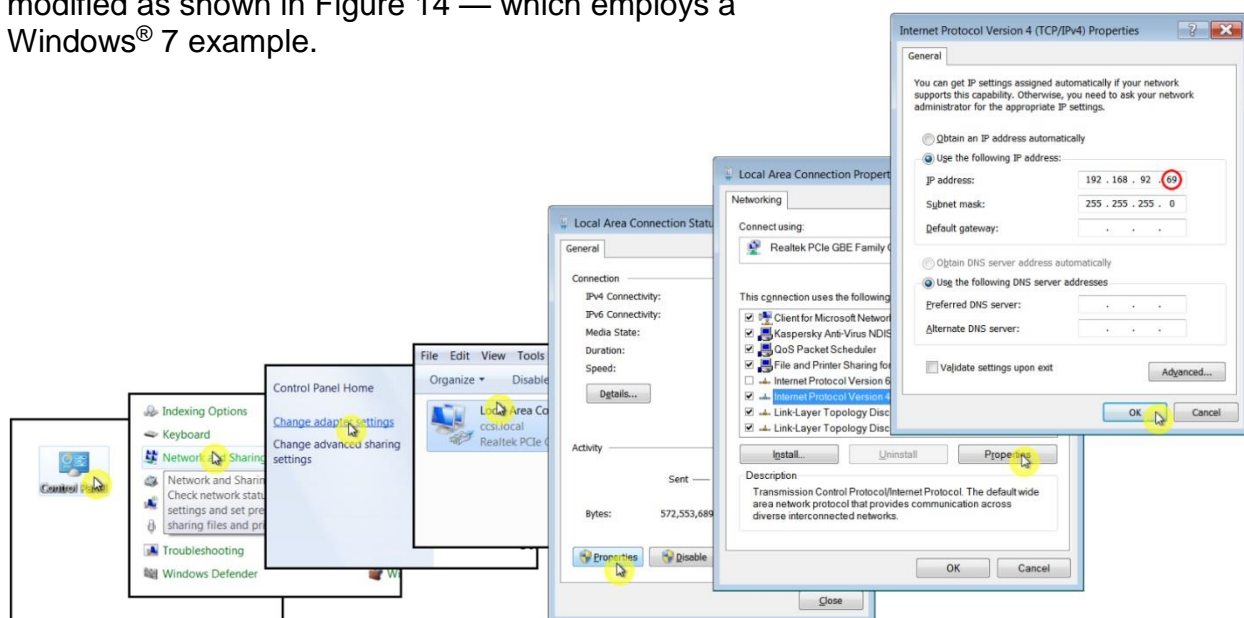 modified as shown in Figure 14 — which employs a
Windows® 7 example.
Internet Protocol Version 4 (TCP/IPv4) Properties
General
You can get IP settings assigned automatically if your network
supports this capability. Otherwise, you need to ask your network
administrator for the appropriate IP settings.
Obtain an IP address automatically
Use the following IP address:
IP address: 192 . 168 . 92 . 69
Subnet mask: 255 . 255 . 255 . 0
Default gateway: . . .
Obtain DNS server address automatically
Use the following DNS server addresses
Preferred DNS server: . . .
Alternate DNS server: . . .
Validate settings upon exit
Advanced...
OK Cancel
Local Area Connection Propert
Networking
Connect using:
Realtek PCIe GBE Family
This connection uses the following
Client for Microsoft Networ
Kaspersky Anti-Virus NDIS
QoS Packet Scheduler
File and Printer Sharing for
Internet Protocol Version 6
Internet Protocol Version 4
Link-Layer Topology Disc
Link-Layer Topology Disc
Install... Uninstall Properties
Description
Transmission Control Protocol/Internet Protocol. The default wide
area network protocol that provides communication across
diverse interconnected networks.
OK Cancel
Local Area Connection Statu
General
Connection
IPv4 Connectivity:
IPv6 Connectivity:
Media State:
Duration:
Speed:
Details...
Activity
Sent
Bytes: 572,553,689
Properties Disable
Close
File Edit View Tools
Organize Disable
Local Area Co
ccsi.local
Realtek PCIe
Control Panel Home
Change adapter settings
Change advanced sharing
settings
Indexing Options
Keyboard
Network and Sharing
Network and Sharin
Check network statu
settings and set pre
sharing files and pri
Troubleshooting
Windows Defender
Wi
Control Panel